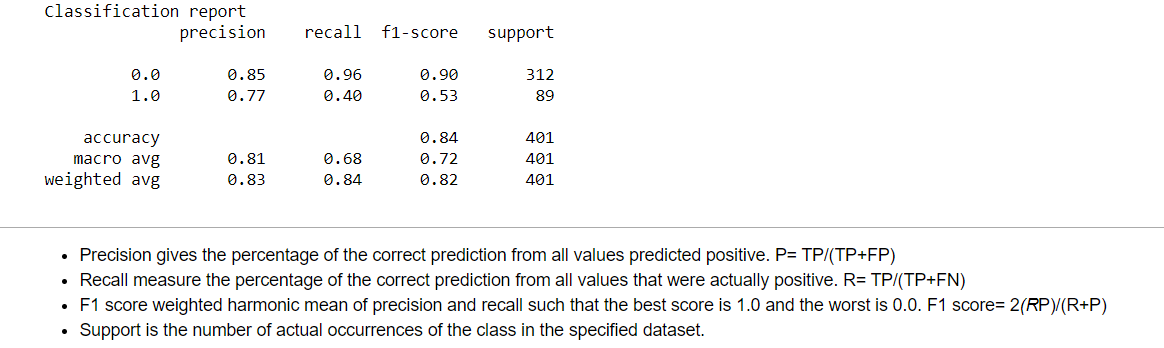 Classification report
precision recall f1-score support
0.0 0.85 0.96 0.90 312
1.0 0.77 0.40 0.53 89
accuracy 0.84 401
macro avg 0.81 0.68 0.72 401
weighted avg 0.83 0.84 0.82 401
• Precision gives the percentage of the correct prediction from all values predicted positive. P= TP/(TP+FP)
• Recall measure the percentage of the correct prediction from all values that were actually positive. R= TP/(TP+FN)
• F1 score weighted harmonic mean of precision and recall such that the best score is 1.0 and the worst is 0.0. F1 score= 2(RP)/(R+P)
• Support is the number of actual occurrences of the class in the specified dataset.